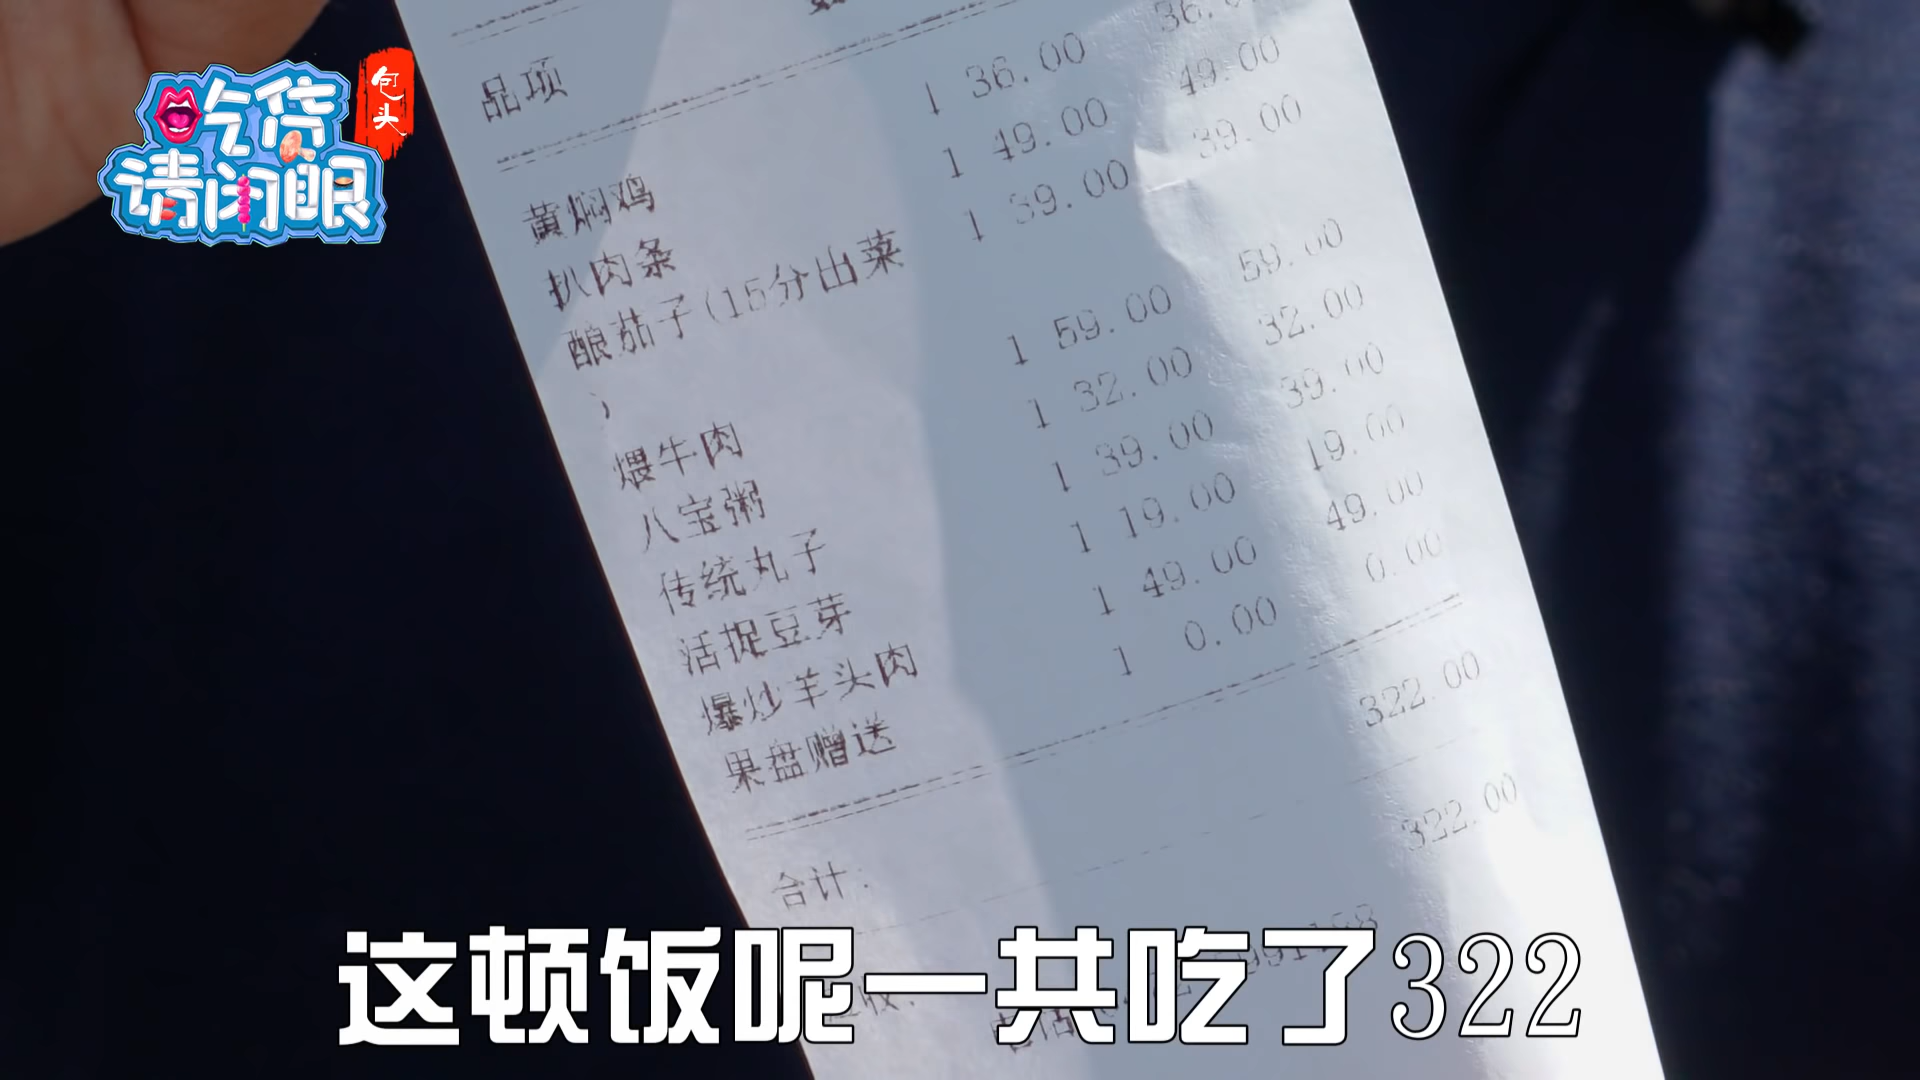 吃货
请闭眼
包头
品项
黄焖鸡 1 36.00
扒肉条 1 49.00 49.00
酿茄子(15分出菜 1 39.00 39.00
)
煨牛肉 1 59.00 59.00
八宝粥 1 32.00 32.00
传统丸子 1 39.00 39.00
活捉豆芽 1 19.00 19.00
爆炒羊头肉 1 49.00 49.00
果盘赠送 1 0.00 0.00
合计: 322.00
322.00
这顿饭呢一共吃了322